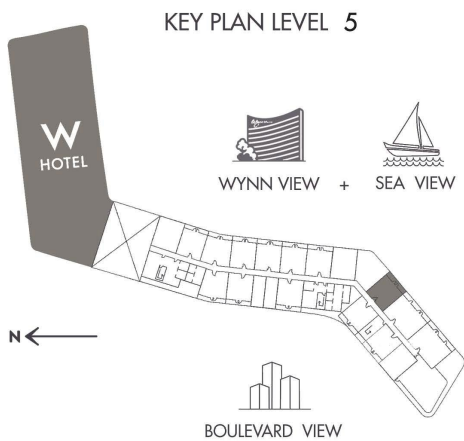 KEY PLAN LEVEL 5
W
HOTEL
WYNN VIEW + SEA VIEW
N
BOULEVARD VIEW